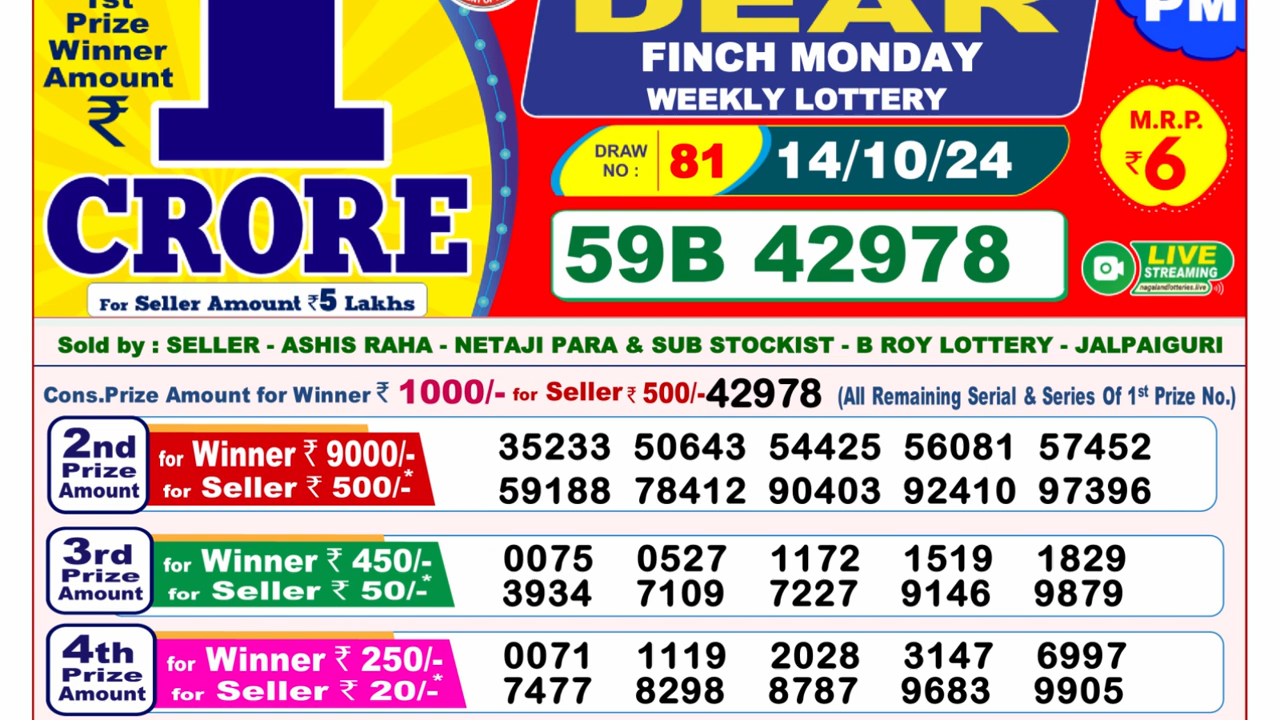 1st
Prize
Winner
Amount
₹
1
CRORE
For Seller Amount ₹5 Lakhs
DEAR
FINCH MONDAY
WEEKLY LOTTERY
PM
DRAW NO : 81 14/10/24
M.R.P.
₹6
59B 42978
LIVE
STREAMING
nagalandlotteries.live
Sold by : SELLER - ASHIS RAHA - NETAJI PARA & SUB STOCKIST - B ROY LOTTERY - JALPAIGURI
Cons.Prize Amount for Winner ₹ 1000/- for Seller ₹ 500/- 42978 (All Remaining Serial & Series Of 1st Prize No.)
2nd
Prize
Amount
for Winner ₹ 9000/-
for Seller ₹ 500/-*
35233 50643 54425 56081 57452
59188 78412 90403 92410 97396
3rd
Prize
Amount
for Winner ₹ 450/-
for Seller ₹ 50/-*
0075 0527 1172 1519 1829
3934 7109 7227 9146 9879
4th
Prize
Amount
for Winner ₹ 250/-
for Seller ₹ 20/-*
0071 1119 2028 3147 6997
7477 8298 8787 9683 9905